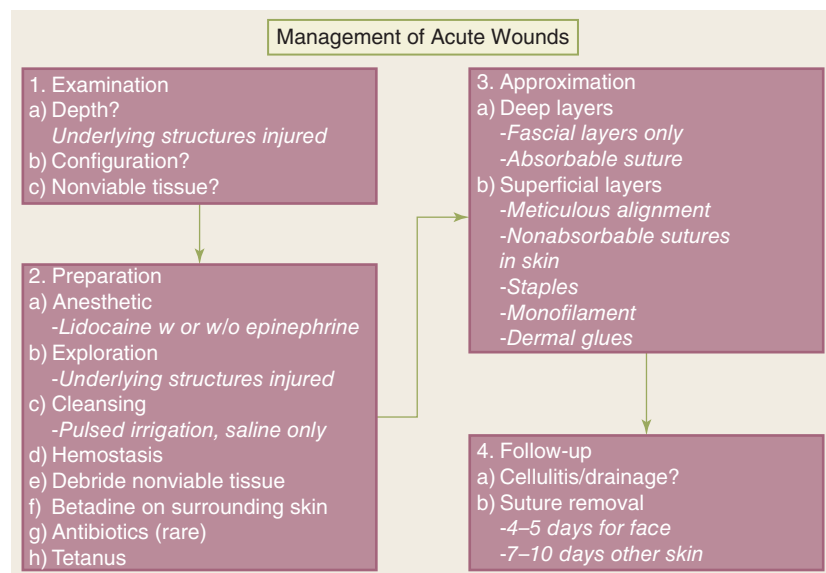 Management of Acute Wounds
1. Examination
a) Depth?
Underlying structures injured
b) Configuration?
c) Nonviable tissue?
2. Preparation
a) Anesthetic
-Lidocaine w or w/o epinephrine
b) Exploration
-Underlying structures injured
c) Cleansing
-Pulsed irrigation, saline only
d) Hemostasis
e) Debride nonviable tissue
f) Betadine on surrounding skin
g) Antibiotics (rare)
h) Tetanus
3. Approximation
a) Deep layers
-Fascial layers only
-Absorbable suture
b) Superficial layers
-Meticulous alignment
-Nonabsorbable sutures
in skin
-Staples
-Monofilament
-Dermal glues
4. Follow-up
a) Cellulitis/drainage?
b) Suture removal
-4–5 days for face
-7–10 days other skin